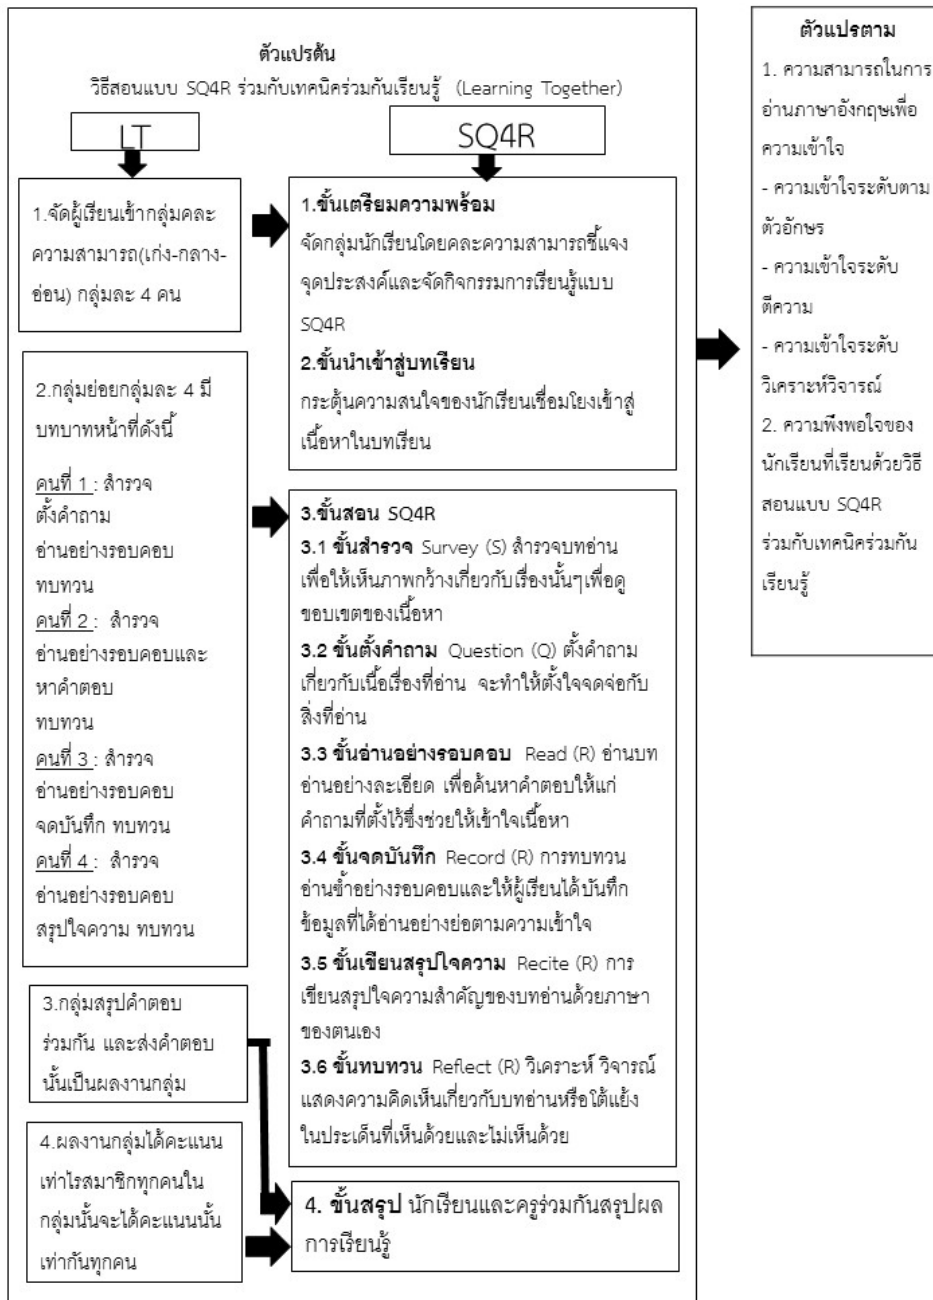 ตัวแปรต้น
วิธีสอนแบบ SQ4R ร่วมกับเทคนิคร่วมกันเรียนรู้ (Learning Together)
LT
SQ4R
1.จัดผู้เรียนเข้ากลุ่มคละ
ความสามารถ(เก่ง-กลาง-
อ่อน) กลุ่มละ 4 คน
1.ขั้นเตรียมความพร้อม
จัดกลุ่มนักเรียนโดยคละความสามารถชี้แจง
จุดประสงค์และจัดกิจกรรมการเรียนรู้แบบ
SQ4R
2.ขั้นนำเข้าสู่บทเรียน
กระตุ้นความสนใจของนักเรียนเชื่อมโยงเข้าสู่
เนื้อหาในบทเรียน
2.กลุ่มย่อยกลุ่มละ 4 มี
บทบาทหน้าที่ดังนี้
คนที่ 1 : สำรวจ
ตั้งคำถาม
อ่านอย่างรอบคอบ
ทบทวน
คนที่ 2 : สำรวจ
อ่านอย่างรอบคอบและ
หาคำตอบ
ทบทวน
คนที่ 3 : สำรวจ
อ่านอย่างรอบคอบ
จดบันทึก ทบทวน
คนที่ 4 : สำรวจ
อ่านอย่างรอบคอบ
สรุปใจความ ทบทวน
3.ขั้นสอน SQ4R
3.1 ขั้นสำรวจ Survey (S) สำรวจบทอ่าน
เพื่อให้เห็นภาพกว้างเกี่ยวกับเรื่องนั้นๆเพื่อดู
ขอบเขตของเนื้อหา
3.2 ขั้นตั้งคำถาม Question (Q) ตั้งคำถาม
เกี่ยวกับเนื้อเรื่องที่อ่าน จะทำให้ตั้งใจจดจ่อกับ
สิ่งที่อ่าน
3.3 ขั้นอ่านอย่างรอบคอบ Read (R) อ่านบท
อ่านอย่างละเอียด เพื่อค้นหาคำตอบให้แก่
คำถามที่ตั้งไว้ซึ่งช่วยให้เข้าใจเนื้อหา
3.4 ขั้นจดบันทึก Record (R) การทบทวน
อ่านซ้ำอย่างรอบคอบและให้ผู้เรียนได้บันทึก
ข้อมูลที่ได้อ่านอย่างย่อตามความเข้าใจ
3.5 ขั้นเขียนสรุปใจความ Recite (R) การ
เขียนสรุปใจความสำคัญของบทอ่านด้วยภาษา
ของตนเอง
3.6 ขั้นทบทวน Reflect (R) วิเคราะห์ วิจารณ์
แสดงความคิดเห็นเกี่ยวกับบทอ่านหรือโต้แย้ง
ในประเด็นที่เห็นด้วยและไม่เห็นด้วย
3.กลุ่มสรุปคำตอบ
ร่วมกัน และส่งคำตอบ
นั้นเป็นผลงานกลุ่ม
4.ผลงานกลุ่มได้คะแนน
เท่าไรสมาชิกทุกคนใน
กลุ่มนั้นจะได้คะแนนนั้น
เท่ากันทุกคน
4. ขั้นสรุป นักเรียนและครูร่วมกันสรุปผล
การเรียนรู้
ตัวแปรตาม
1. ความสามารถในการ
อ่านภาษาอังกฤษเพื่อ
ความเข้าใจ
- ความเข้าใจระดับตาม
ตัวอักษร
- ความเข้าใจระดับ
ตีความ
- ความเข้าใจระดับ
วิเคราะห์วิจารณ์
2. ความพึงพอใจของ
นักเรียนที่เรียนด้วยวิธี
สอนแบบ SQ4R
ร่วมกับเทคนิคร่วมกัน
เรียนรู้